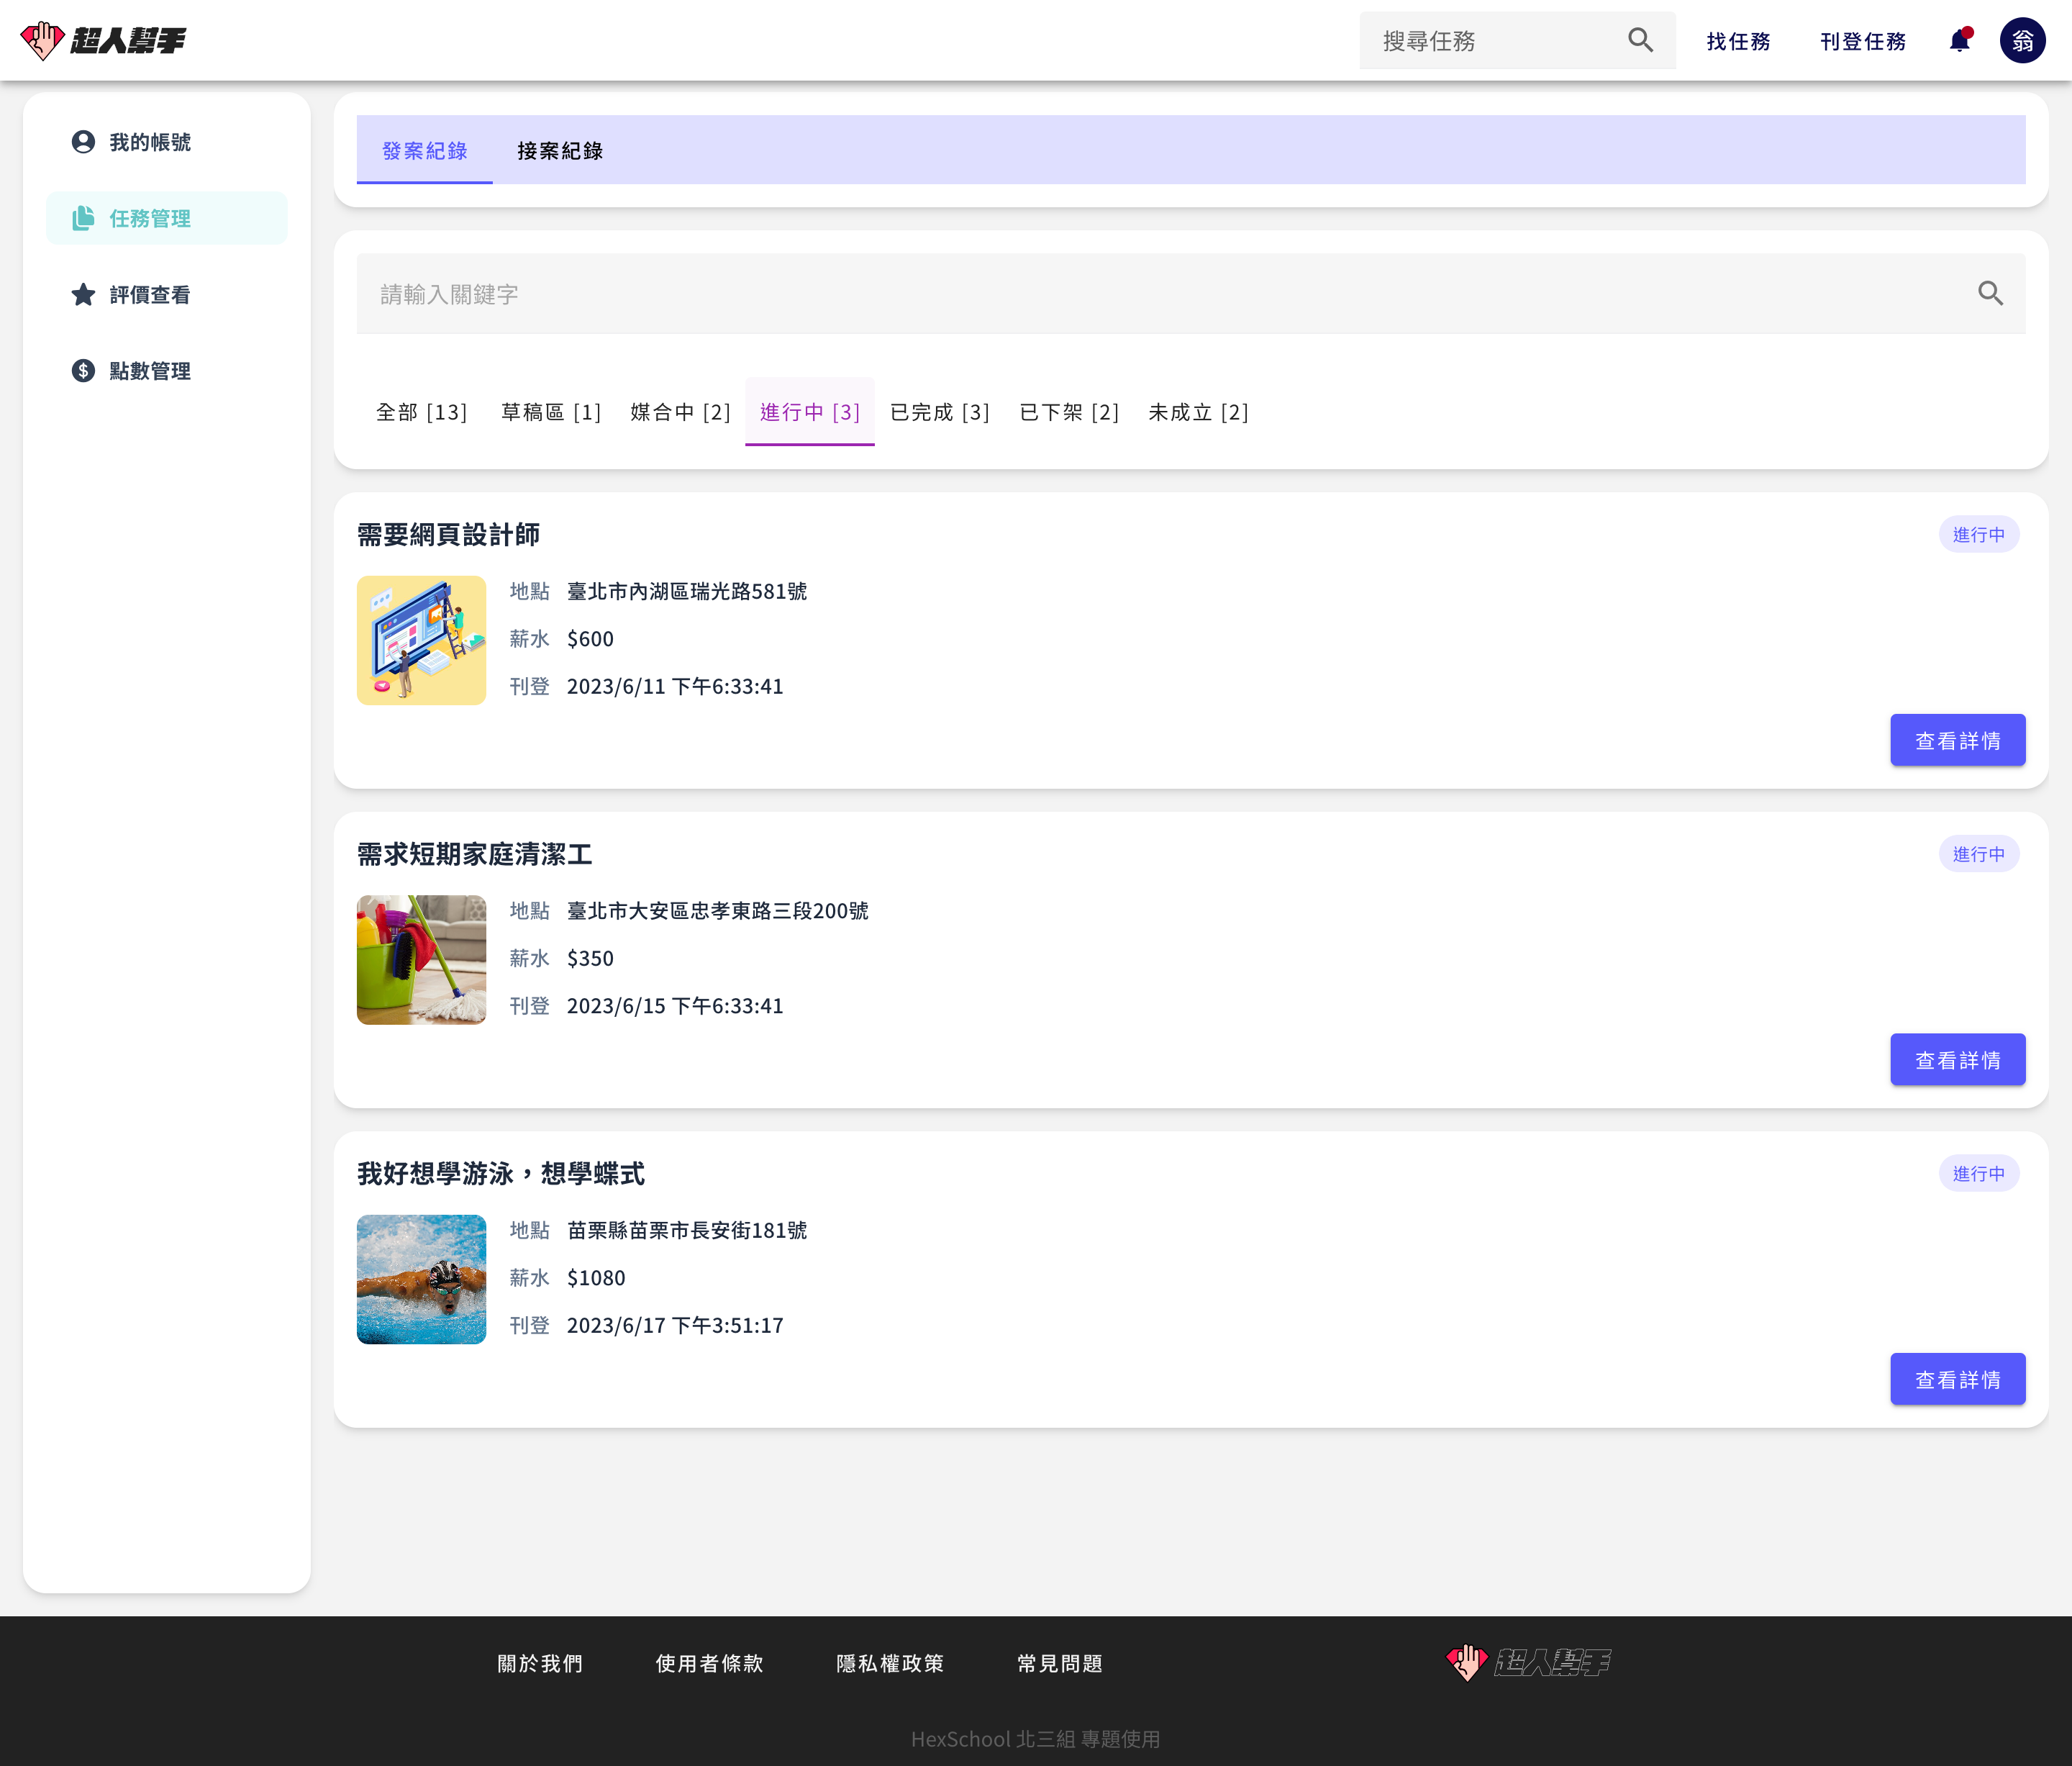 超人幫手
搜尋任務
找任務
刊登任務
翁
我的帳號
任務管理
評價查看
點數管理
發案紀錄
接案紀錄
請輸入關鍵字
全部 [13]
草稿區 [1]
媒合中 [2]
進行中 [3]
已完成 [3]
已下架 [2]
未成立 [2]
需要網頁設計師
進行中
地點 臺北市內湖區瑞光路581號
薪水 $600
刊登 2023/6/11 下午6:33:41
查看詳情
需求短期家庭清潔工
進行中
地點 臺北市大安區忠孝東路三段200號
薪水 $350
刊登 2023/6/15 下午6:33:41
查看詳情
我好想學游泳，想學蝶式
進行中
地點 苗栗縣苗栗市長安街181號
薪水 $1080
刊登 2023/6/17 下午3:51:17
查看詳情
關於我們
使用者條款
隱私權政策
常見問題
超人幫手
HexSchool 北三組 專題使用